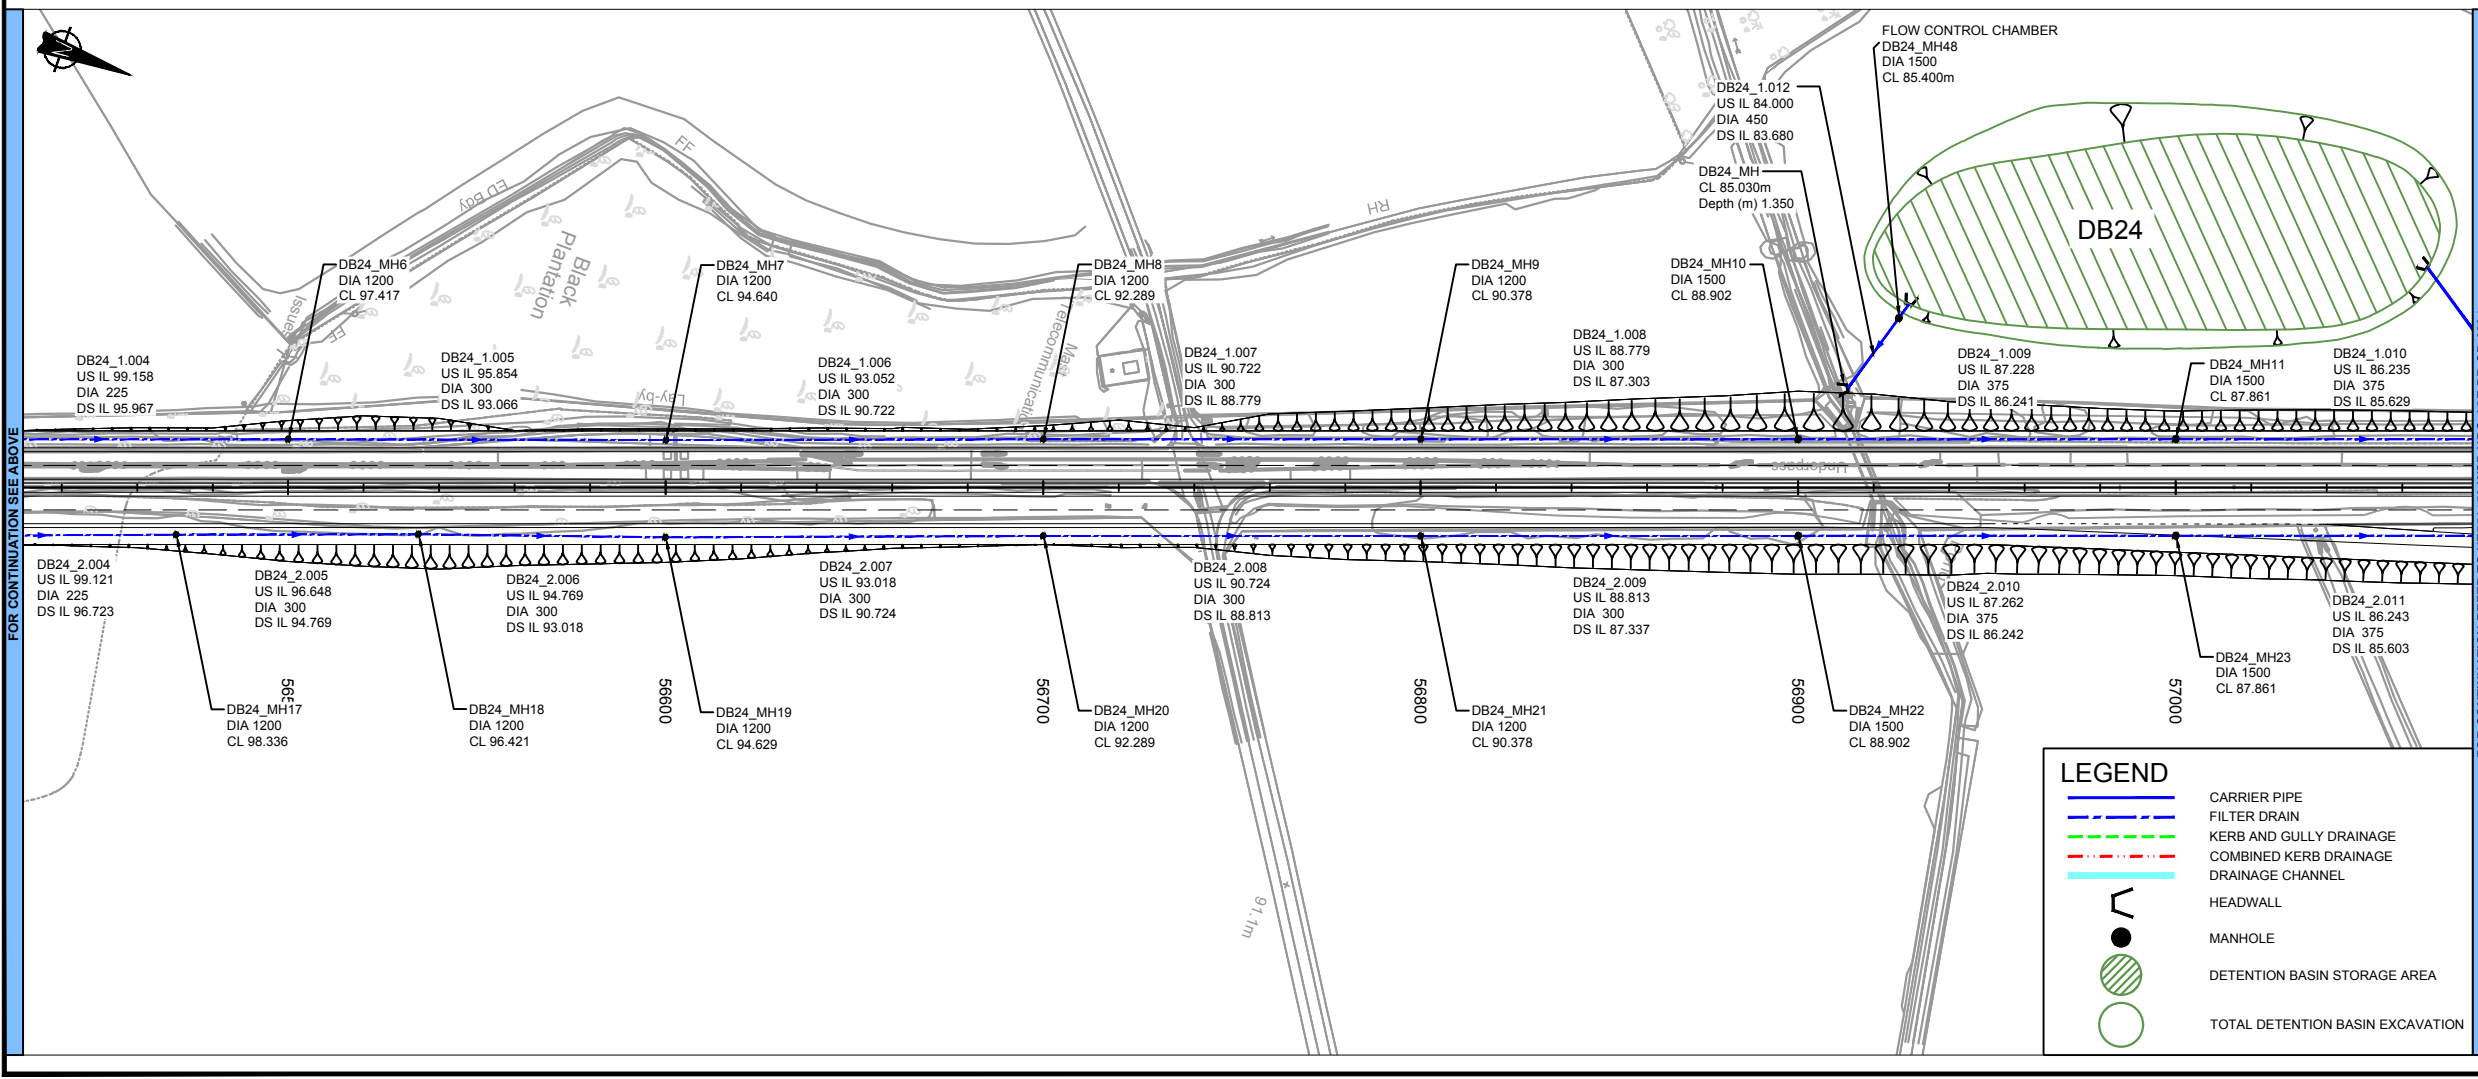 FLOW CONTROL CHAMBER
DB24_MH48
DIA 1500
CL 85.400m
DB24_1.012
US IL 84.000
DIA 450
DS IL 83.680
DB24_MH
CL 85.030m
Depth (m) 1.350
DB24
FF
ED Bdy
RH
Black
Plantation
Issues
EF
Lay-by
Mast
Telecommunication
Underpass
91.1m
DB24_MH6
DIA 1200
CL 97.417
DB24_MH7
DIA 1200
CL 94.640
DB24_MH8
DIA 1200
CL 92.289
DB24_MH9
DIA 1200
CL 90.378
DB24_MH10
DIA 1500
CL 88.902
DB24_MH11
DIA 1500
CL 87.861
DB24_1.004
US IL 99.158
DIA 225
DS IL 95.967
DB24_1.005
US IL 95.854
DIA 300
DS IL 93.066
DB24_1.006
US IL 93.052
DIA 300
DS IL 90.722
DB24_1.007
US IL 90.722
DIA 300
DS IL 88.779
DB24_1.008
US IL 88.779
DIA 300
DS IL 87.303
DB24_1.009
US IL 87.228
DIA 375
DS IL 86.241
DB24_1.010
US IL 86.235
DIA 375
DS IL 85.629
FOR CONTINUATION SEE ABOVE
DB24_2.004
US IL 99.121
DIA 225
DS IL 96.723
DB24_2.005
US IL 96.648
DIA 300
DS IL 94.769
DB24_2.006
US IL 94.769
DIA 300
DS IL 93.018
DB24_2.007
US IL 93.018
DIA 300
DS IL 90.724
DB24_2.008
US IL 90.724
DIA 300
DS IL 88.813
DB24_2.009
US IL 88.813
DIA 300
DS IL 87.337
DB24_2.010
US IL 87.262
DIA 375
DS IL 86.242
DB24_2.011
US IL 86.243
DIA 375
DS IL 85.603
DB24_MH17
DIA 1200
CL 98.336
DB24_MH18
DIA 1200
CL 96.421
56600
DB24_MH19
DIA 1200
CL 94.629
56700
DB24_MH20
DIA 1200
CL 92.289
56800
DB24_MH21
DIA 1200
CL 90.378
56900
DB24_MH22
DIA 1500
CL 88.902
57000
DB24_MH23
DIA 1500
CL 87.861
LEGEND
CARRIER PIPE
FILTER DRAIN
KERB AND GULLY DRAINAGE
COMBINED KERB DRAINAGE
DRAINAGE CHANNEL
HEADWALL
MANHOLE
DETENTION BASIN STORAGE AREA
TOTAL DETENTION BASIN EXCAVATION